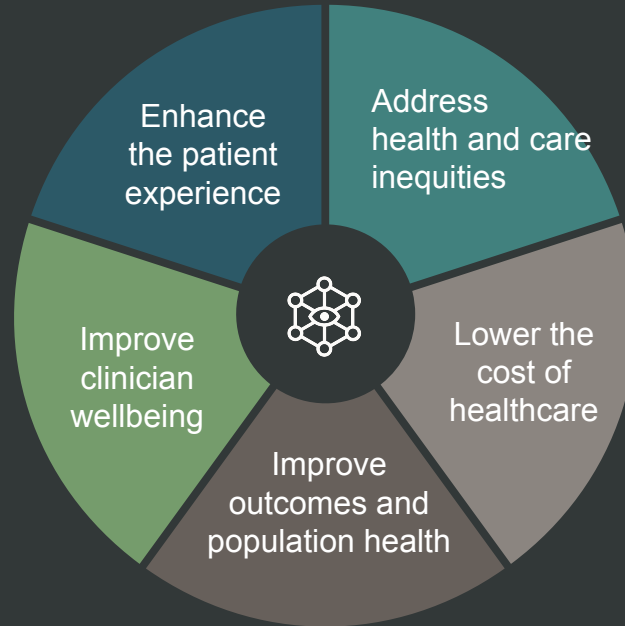 Enhance
the patient
experience
Address
health and care
inequities
Improve
clinician
wellbeing
Lower the
cost of
healthcare
Improve
outcomes and
population health